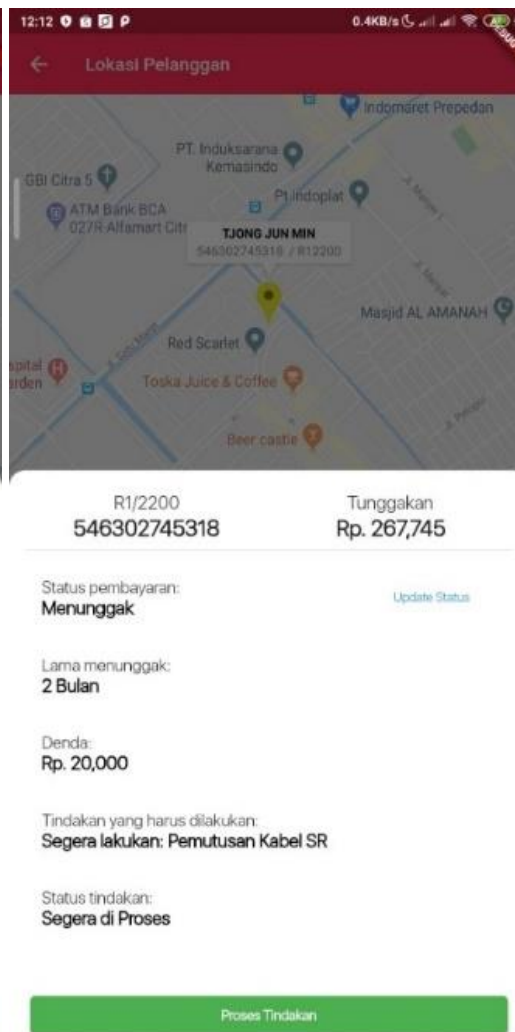 12:12
0.4KB/s
Lokasi Pelanggan
Indomaret Prepedan
PT. Induksarana
Kemasindo
GBI Citra 5
Pt Indoplat
ATM Bank BCA
027R Alfamart Citr
TJONG JUN MIN
546302745318 / R12200
Masjid AL AMANAH
Red Scarlet
Toska Juice & Coffee
Beer castle
R1/2200
546302745318
Tunggakan
Rp. 267,745
Status pembayaran:
Menunggak
Update Status
Lama menunggak:
2 Bulan
Denda:
Rp. 20,000
Tindakan yang harus dilakukan:
Segera lakukan: Pemutusan Kabel SR
Status tindakan:
Segera di Proses
Proses Tindakan